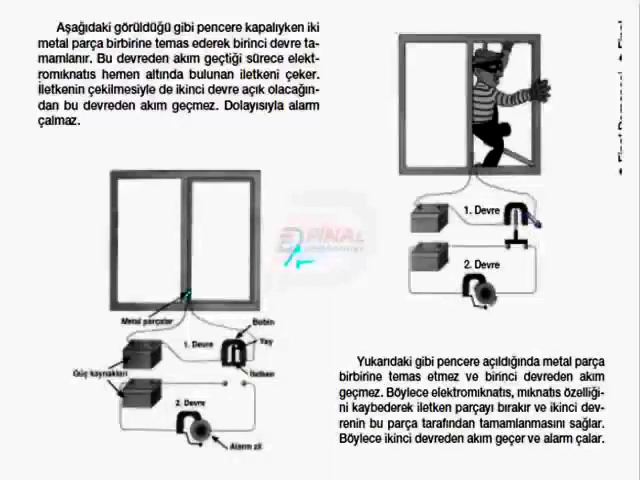 Aşağıdaki görüldüğü gibi pencere kapalıyken iki
metal parça birbirine temas ederek birinci devre ta-
mamlanır. Bu devreden akım geçtiği sürece elekt-
romıknatıs hemen altında bulunan iletkeni çeker.
İletkenin çekilmesiyle de ikinci devre açık olacağın-
dan bu devreden akım geçmez. Dolayısıyla alarm
çalmaz.
1. Devre
2. Devre
FİNAL
Metal parçalar
Bobin
1. Devre
Yay
Güç kaynakları
İletken
2. Devre
Alarm zil
Yukarıdaki gibi pencere açıldığında metal parça
birbirine temas etmez ve birinci devreden akım
geçmez. Böylece elektromıknatıs, mıknatıs özelliği-
ni kaybederek iletken parçayı bırakır ve ikinci dev-
renin bu parça tarafından tamamlanmasını sağlar.
Böylece ikinci devreden akım geçer ve alarm çalar.